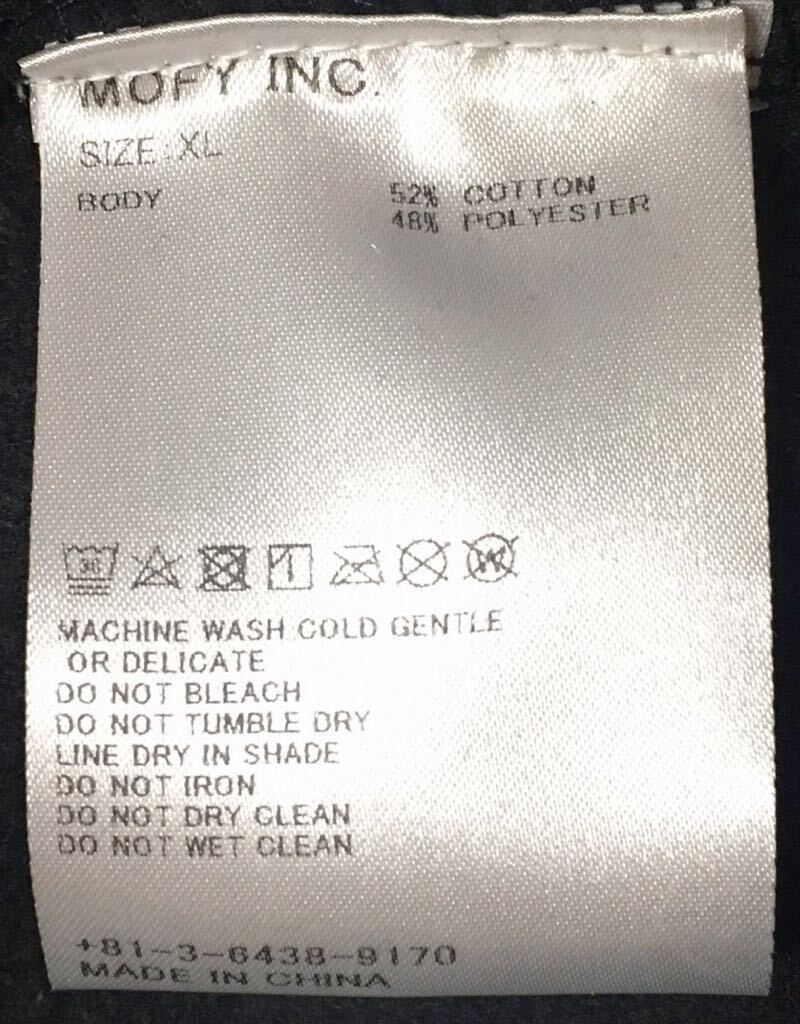 MOFY INC.
SIZE:XL
BODY 52% COTTON
48% POLYESTER
30 W
MACHINE WASH COLD GENTLE
OR DELICATE
DO NOT BLEACH
DO NOT TUMBLE DRY
LINE DRY IN SHADE
DO NOT IRON
DO NOT DRY CLEAN
DO NOT WET CLEAN
+81-3-6438-9170
MADE IN CHINA